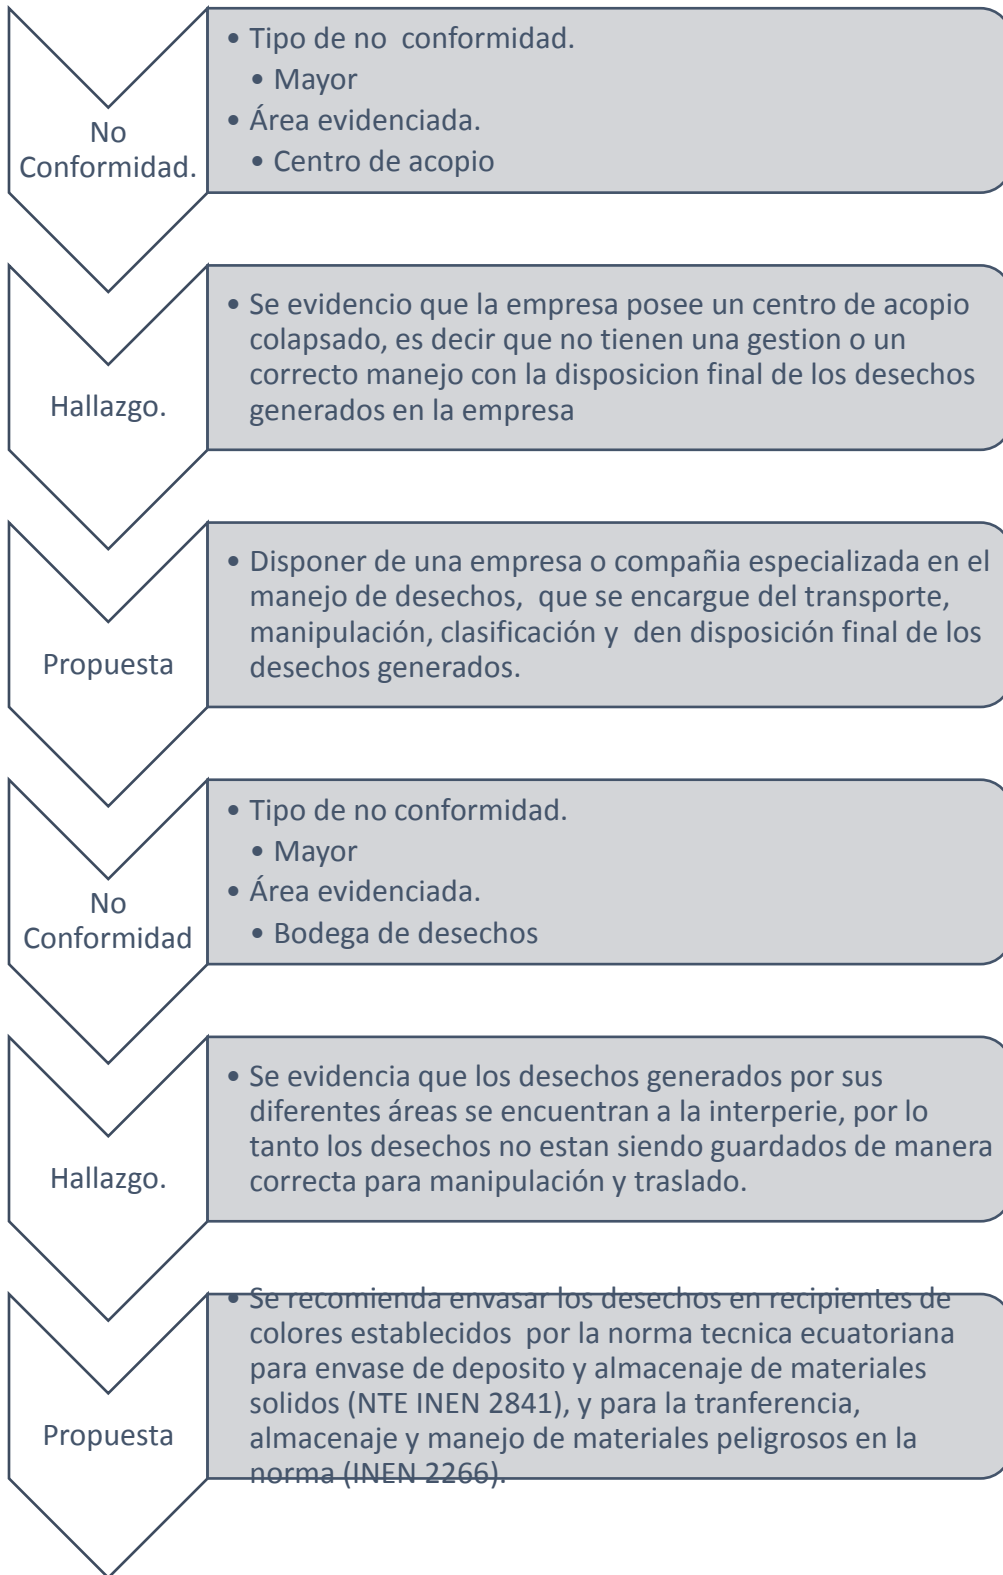 No
Conformidad.
• Tipo de no  conformidad.
• Mayor
• Área evidenciada.
• Centro de acopio
Hallazgo.
• Se evidencio que la empresa posee un centro de acopio
colapsado, es decir que no tienen una gestion o un
correcto manejo con la disposicion final de los desechos
generados en la empresa
Propuesta
• Disponer de una empresa o compañia especializada en el
manejo de desechos,  que se encargue del transporte,
manipulación, clasificación y  den disposición final de los
desechos generados.
No
Conformidad
• Tipo de no conformidad.
• Mayor
• Área evidenciada.
• Bodega de desechos
Hallazgo.
• Se evidencia que los desechos generados por sus
diferentes áreas se encuentran a la interperie, por lo
tanto los desechos no estan siendo guardados de manera
correcta para manipulación y traslado.
Propuesta
• Se recomienda envasar los desechos en recipientes de
colores establecidos  por la norma tecnica ecuatoriana
para envase de deposito y almacenaje de materiales
solidos (NTE INEN 2841), y para la tranferencia,
almacenaje y manejo de materiales peligrosos en la
norma (INEN 2266).